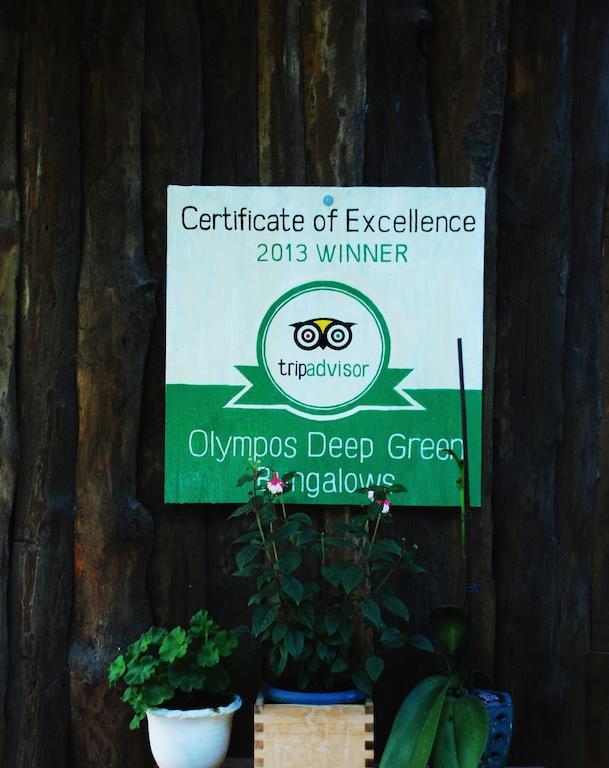 Certificate of Excellence
2013 WINNER
tripadvisor
Olympos Deep Green
Bungalows